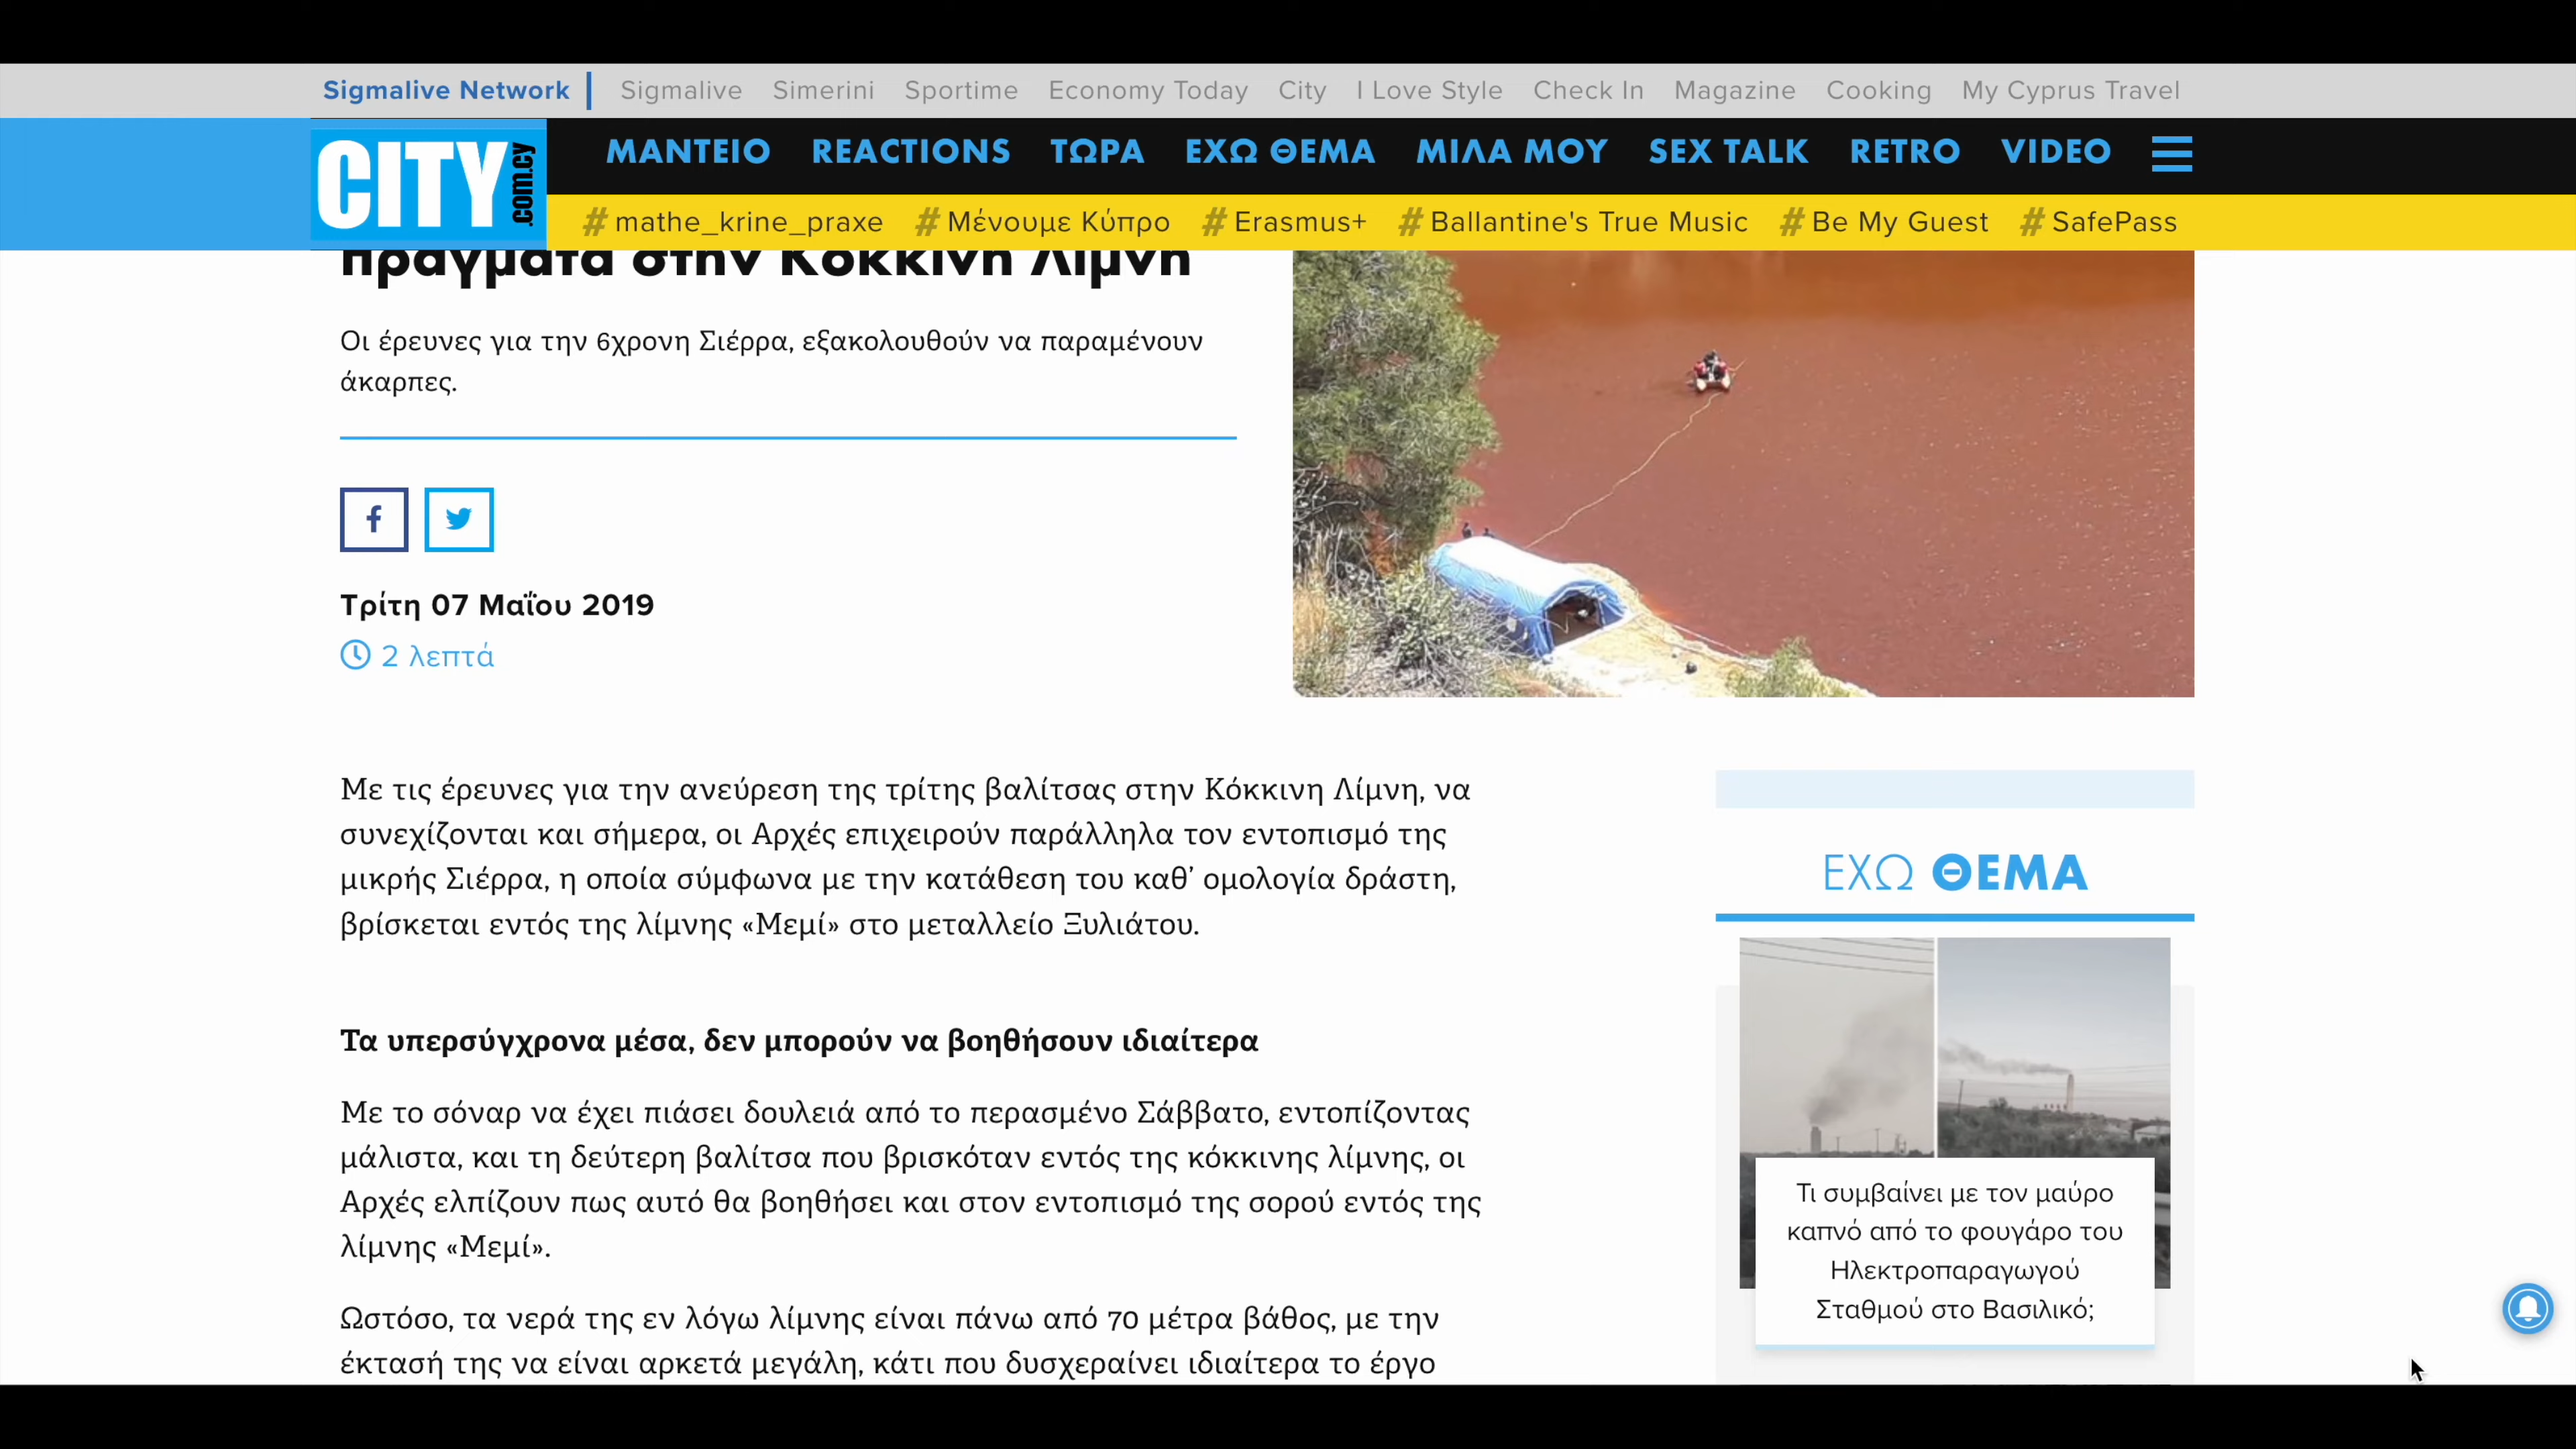 Sigmalive Network Sigmalive Simerini Sportime Economy Today City I Love Style Check In Magazine Cooking My Cyprus Travel
CITY .com.cy
ΜΑΝΤΕΙΟ REACTIONS ΤΩΡΑ ΕΧΩ ΘΕΜΑ ΜΙΛΑ ΜΟΥ SEX TALK RETRO VIDEO
# mathe_krine_praxe # Μένουμε Κύπρο # Erasmus+ # Ballantine's True Music # Be My Guest # SafePass
πράγματα στην Κόκκινη Λίμνη
Οι έρευνες για την 6χρονη Σιέρρα, εξακολουθούν να παραμένουν
άκαρπες.
Τρίτη 07 Μαΐου 2019
2 λεπτά
Με τις έρευνες για την ανεύρεση της τρίτης βαλίτσας στην Κόκκινη Λίμνη, να
συνεχίζονται και σήμερα, οι Αρχές επιχειρούν παράλληλα τον εντοπισμό της
μικρής Σιέρρα, η οποία σύμφωνα με την κατάθεση του καθ’ ομολογία δράστη,
βρίσκεται εντός της λίμνης «Μεμί» στο μεταλλείο Ξυλιάτου.
Τα υπερσύγχρονα μέσα, δεν μπορούν να βοηθήσουν ιδιαίτερα
Με το σόναρ να έχει πιάσει δουλειά από το περασμένο Σάββατο, εντοπίζοντας
μάλιστα, και τη δεύτερη βαλίτσα που βρισκόταν εντός της κόκκινης λίμνης, οι
Αρχές ελπίζουν πως αυτό θα βοηθήσει και στον εντοπισμό της σορού εντός της
λίμνης «Μεμί».
Ωστόσο, τα νερά της εν λόγω λίμνης είναι πάνω από 70 μέτρα βάθος, με την
έκτασή της να είναι αρκετά μεγάλη, κάτι που δυσχεραίνει ιδιαίτερα το έργο
ΕΧΩ ΘΕΜΑ
Τι συμβαίνει με τον μαύρο
καπνό από το φουγάρο του
Ηλεκτροπαραγωγού
Σταθμού στο Βασιλικό;